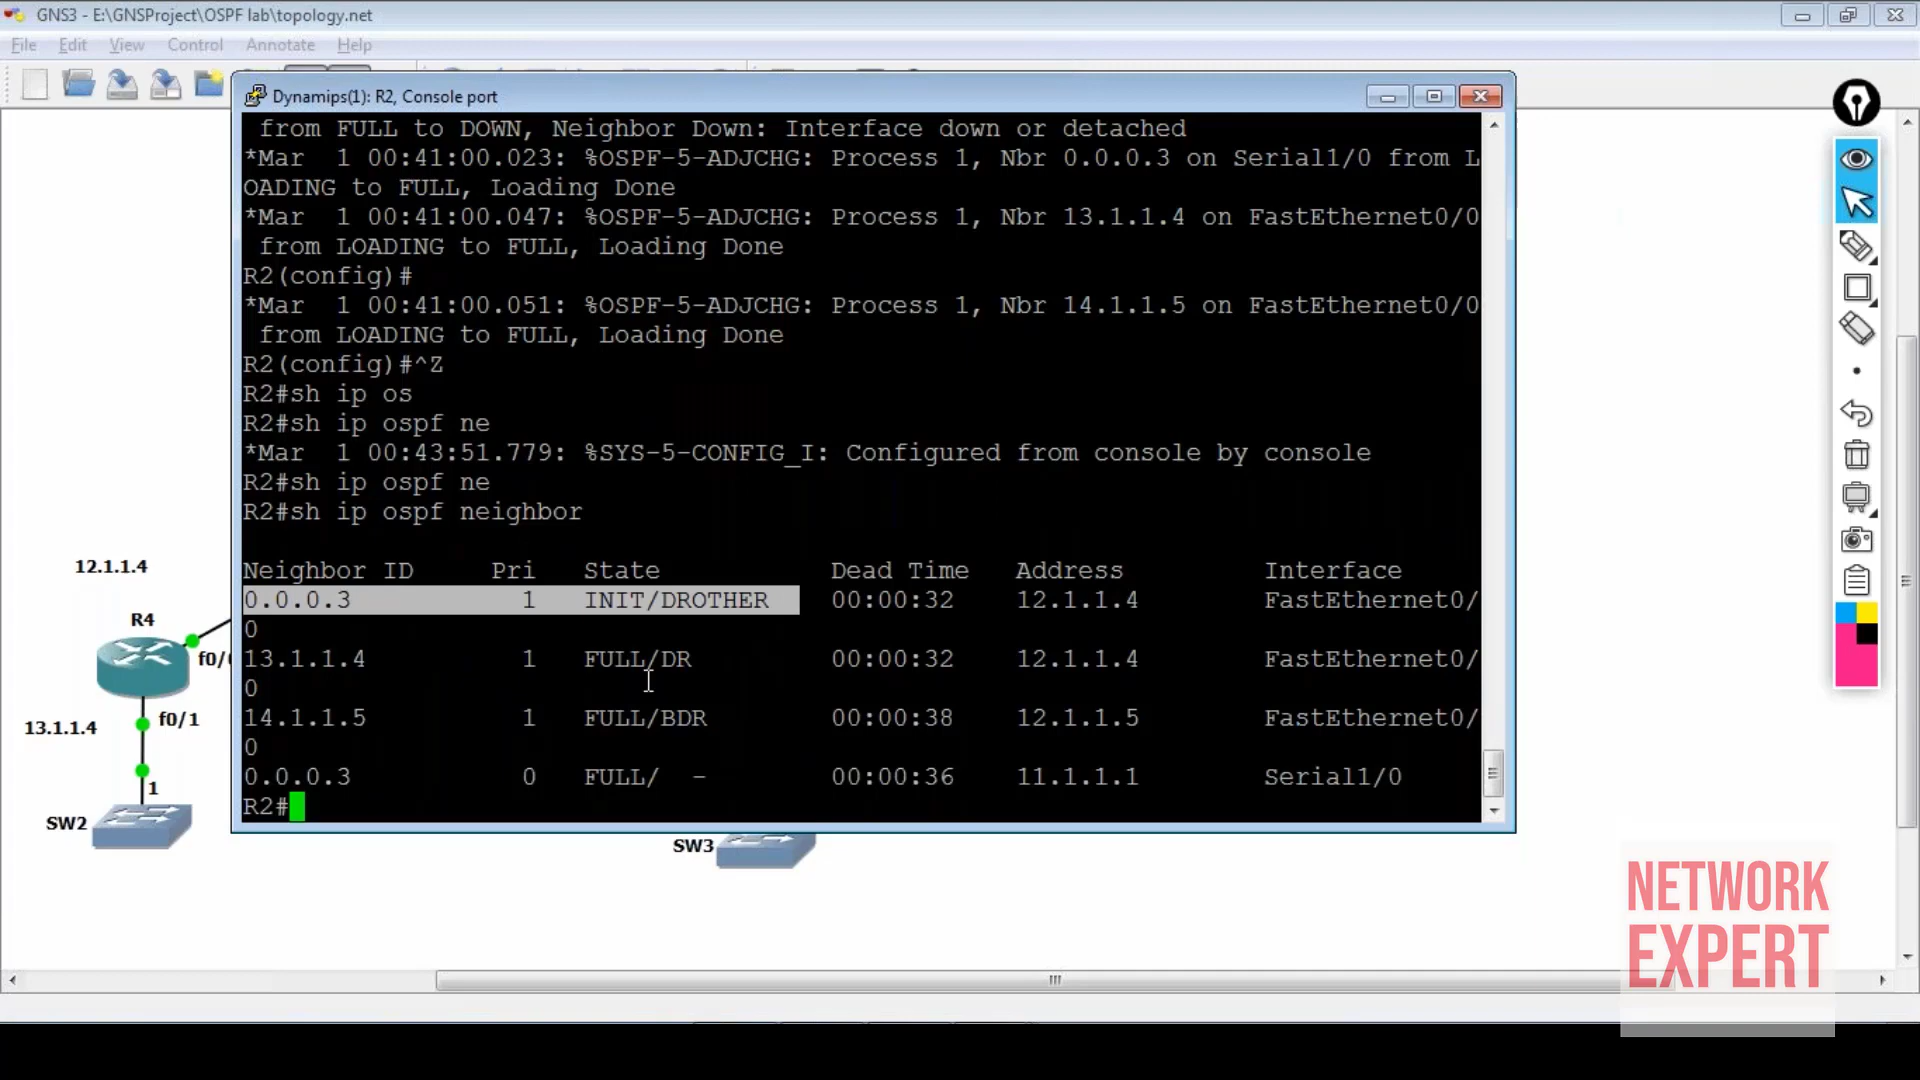 GNS3 - E:\GNSProject\OSPF lab\topology.net
File Edit View Control Annotate Help
Dynamips(1): R2, Console port
from FULL to DOWN, Neighbor Down: Interface down or detached
*Mar  1 00:41:00.023: %OSPF-5-ADJCHG: Process 1, Nbr 0.0.0.3 on Serial1/0 from L
OADING to FULL, Loading Done
*Mar  1 00:41:00.047: %OSPF-5-ADJCHG: Process 1, Nbr 13.1.1.4 on FastEthernet0/0
from LOADING to FULL, Loading Done
R2(config)#
*Mar  1 00:41:00.051: %OSPF-5-ADJCHG: Process 1, Nbr 14.1.1.5 on FastEthernet0/0
from LOADING to FULL, Loading Done
R2(config)#^Z
R2#sh ip os
R2#sh ip ospf ne
*Mar  1 00:43:51.779: %SYS-5-CONFIG_I: Configured from console by console
R2#sh ip ospf ne
R2#sh ip ospf neighbor
Neighbor ID     Pri   State           Dead Time   Address         Interface
0.0.0.3           1   INIT/DROTHER    00:00:32    12.1.1.4        FastEthernet0/
0
13.1.1.4          1   FULL/DR         00:00:32    12.1.1.4        FastEthernet0/
0
14.1.1.5          1   FULL/BDR        00:00:38    12.1.1.5        FastEthernet0/
0
0.0.0.3           0   FULL/  -        00:00:36    11.1.1.1        Serial1/0
R2#
12.1.1.4
R4
f0/
13.1.1.4
f0/1
1
SW2
SW3
NETWORK
EXPERT